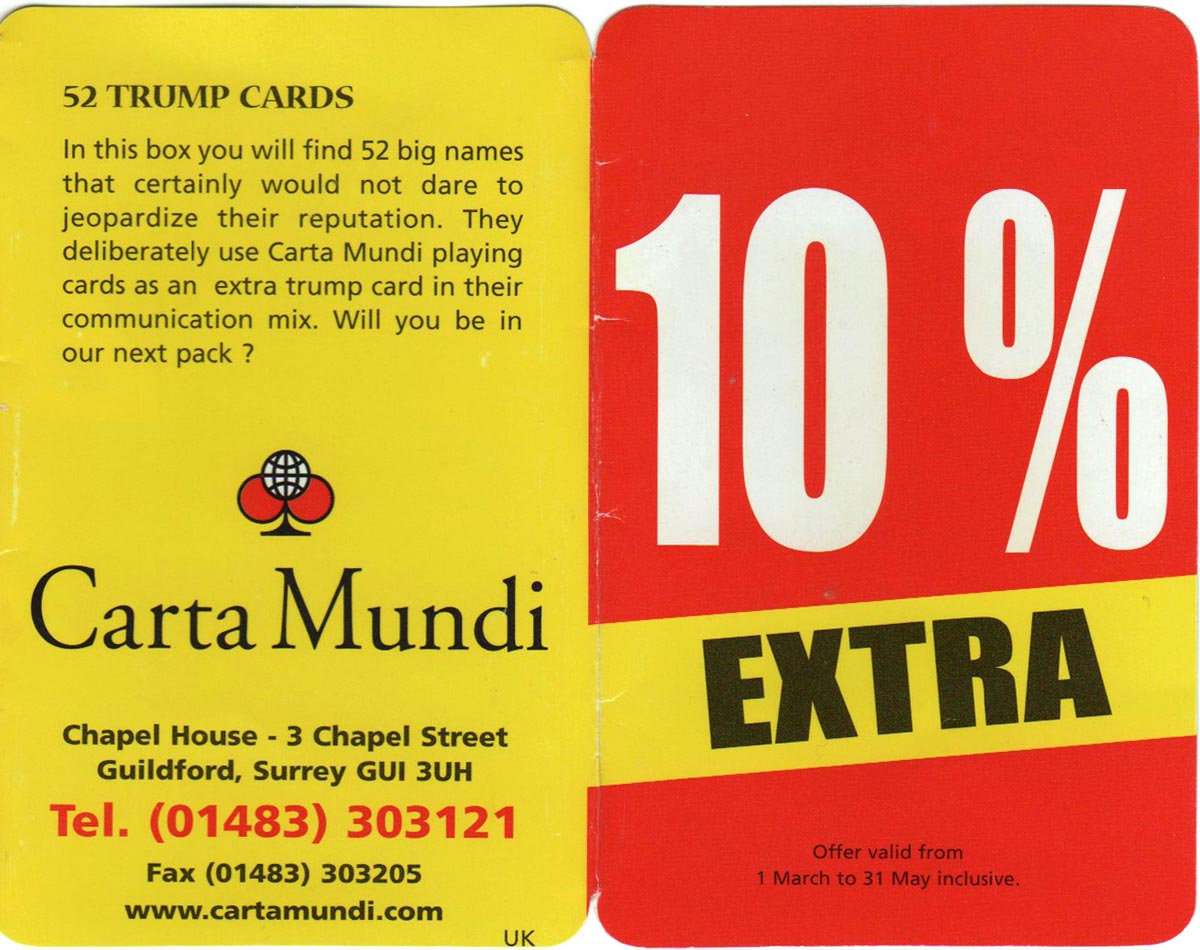 52 TRUMP CARDS
In this box you will find 52 big names
that certainly would not dare to
jeopardize their reputation. They
deliberately use Carta Mundi playing
cards as an extra trump card in their
communication mix. Will you be in
our next pack ?
Carta Mundi
Chapel House - 3 Chapel Street
Guildford, Surrey GUI 3UH
Tel. (01483) 303121
Fax (01483) 303205
www.cartamundi.com
UK
10 %
EXTRA
Offer valid from
1 March to 31 May inclusive.